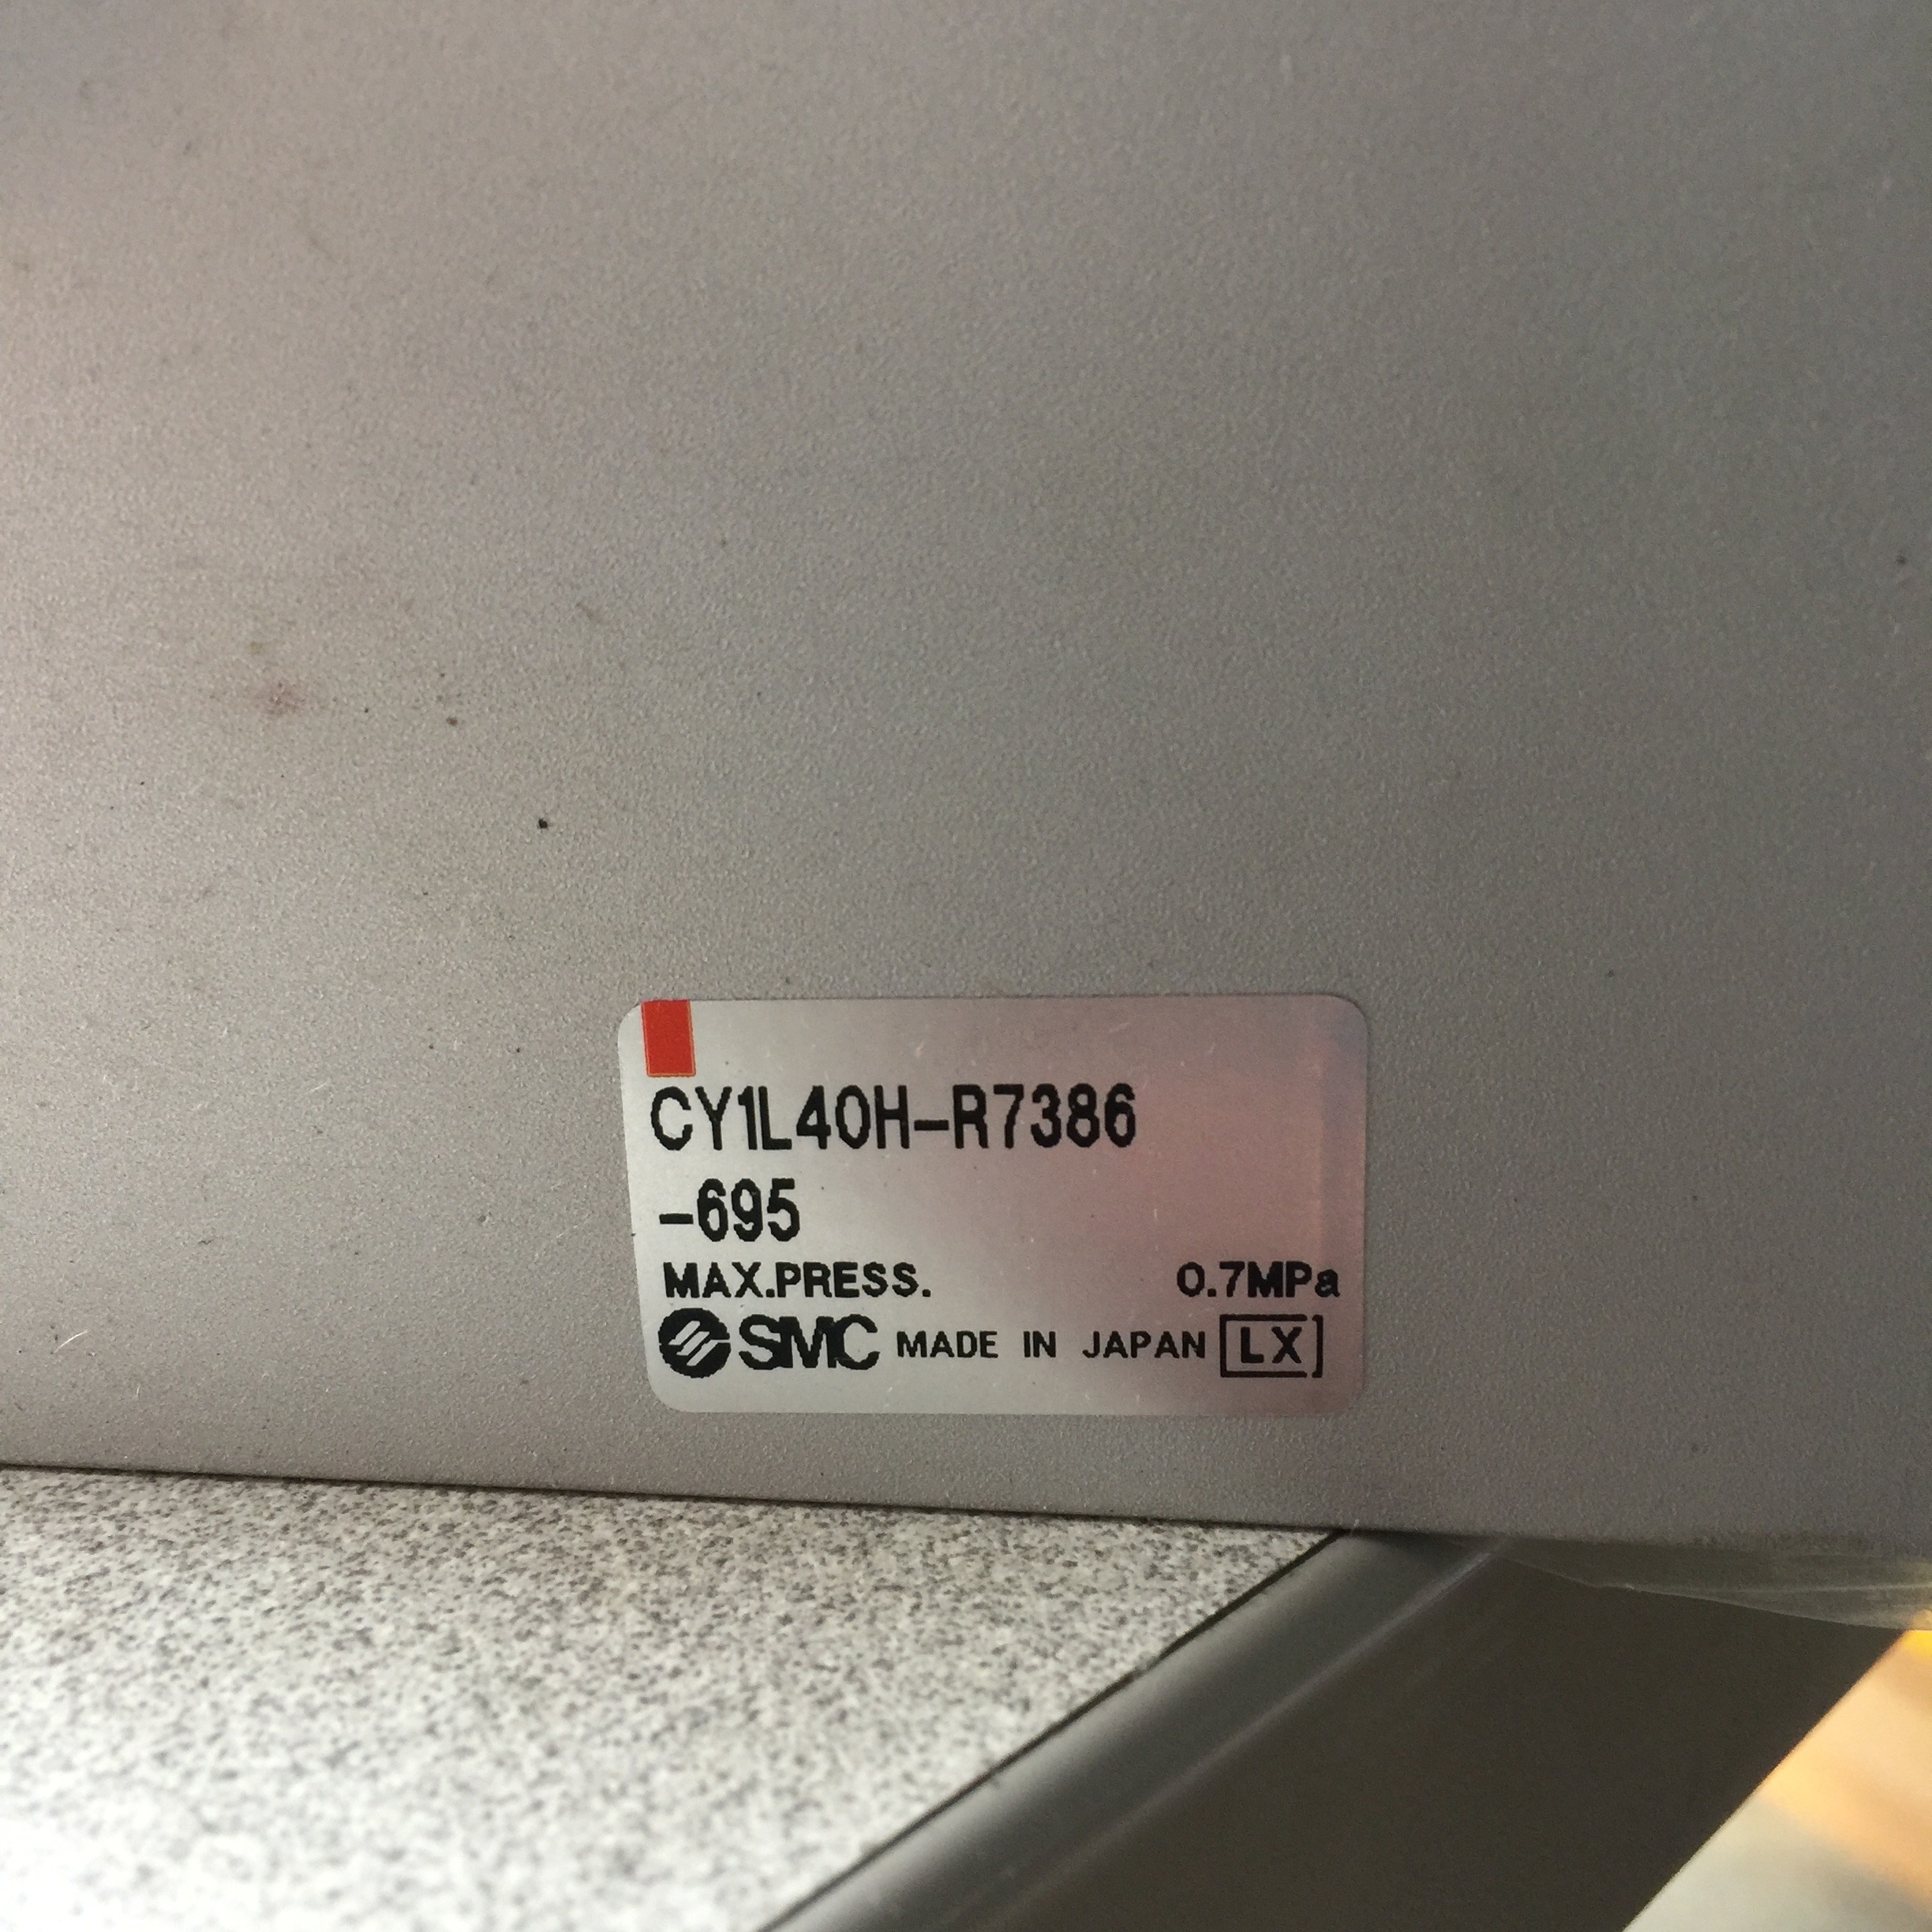 CY1L40H-R7386
-695
MAX.PRESS. 0.7MPa
SMC MADE IN JAPAN LX